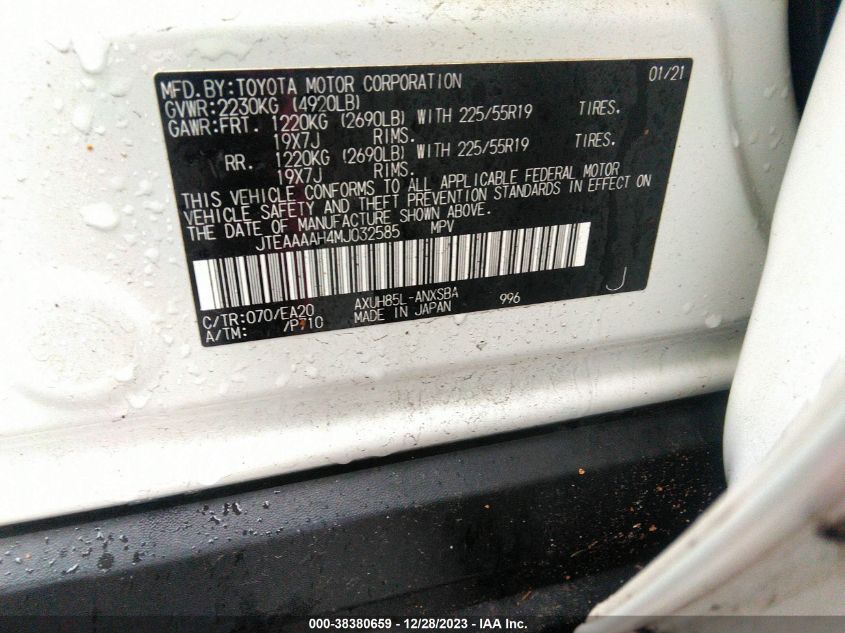 MFD.BY:TOYOTA MOTOR CORPORATION 01/21
GVWR:2230KG (4920LB)
GAWR:FRT. 1220KG (2690LB) WITH 225/55R19 TIRES.
19X7J RIMS.
RR. 1220KG (2690LB) WITH 225/55R19 TIRES.
19X7J RIMS.
THIS VEHICLE CONFORMS TO ALL APPLICABLE FEDERAL MOTOR
VEHICLE SAFETY AND THEFT PREVENTION STANDARDS IN EFFECT ON
THE DATE OF MANUFACTURE SHOWN ABOVE.
JTEAAAAH4MJ032585 MPV
C/TR:070/EA20 AXUH85L-ANXSBA 996 J
A/TM: /P710 MADE IN JAPAN
000-38380659 / 12/28/2023 - IAA Inc.